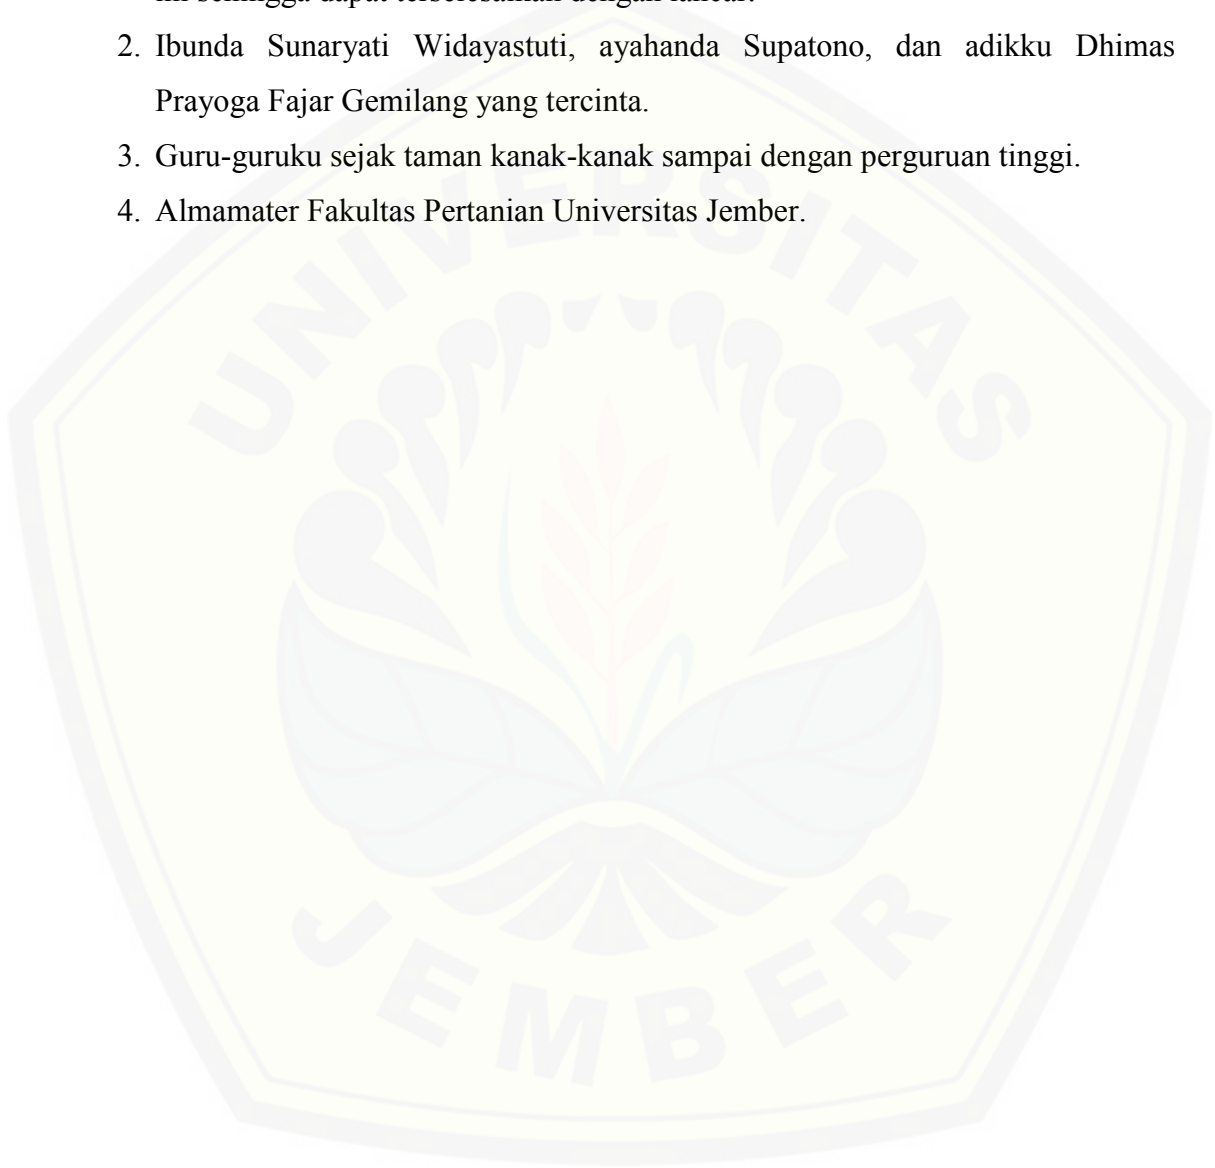 2. Ibunda Sunaryati Widayastuti, ayahanda Supatono, dan adikku Dhimas
Prayoga Fajar Gemilang yang tercinta.
3. Guru-guruku sejak taman kanak-kanak sampai dengan perguruan tinggi.
4. Almamater Fakultas Pertanian Universitas Jember.
UNIVERSITAS
JEMBER